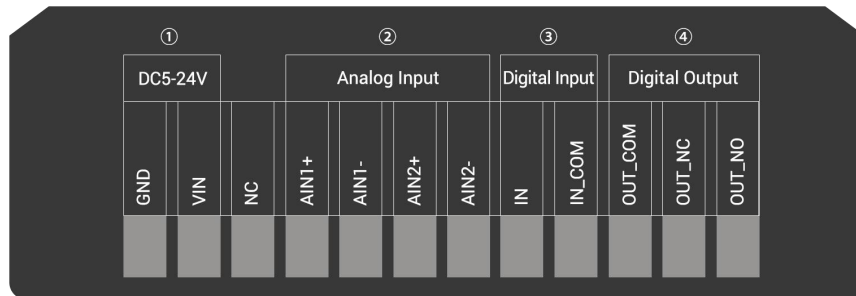 ① ② ③ ④
DC5-24V Analog Input Digital Input Digital Output
GND VIN NC AIN1+ AIN1- AIN2+ AIN2- IN IN_COM OUT_COM OUT_NC OUT_NO